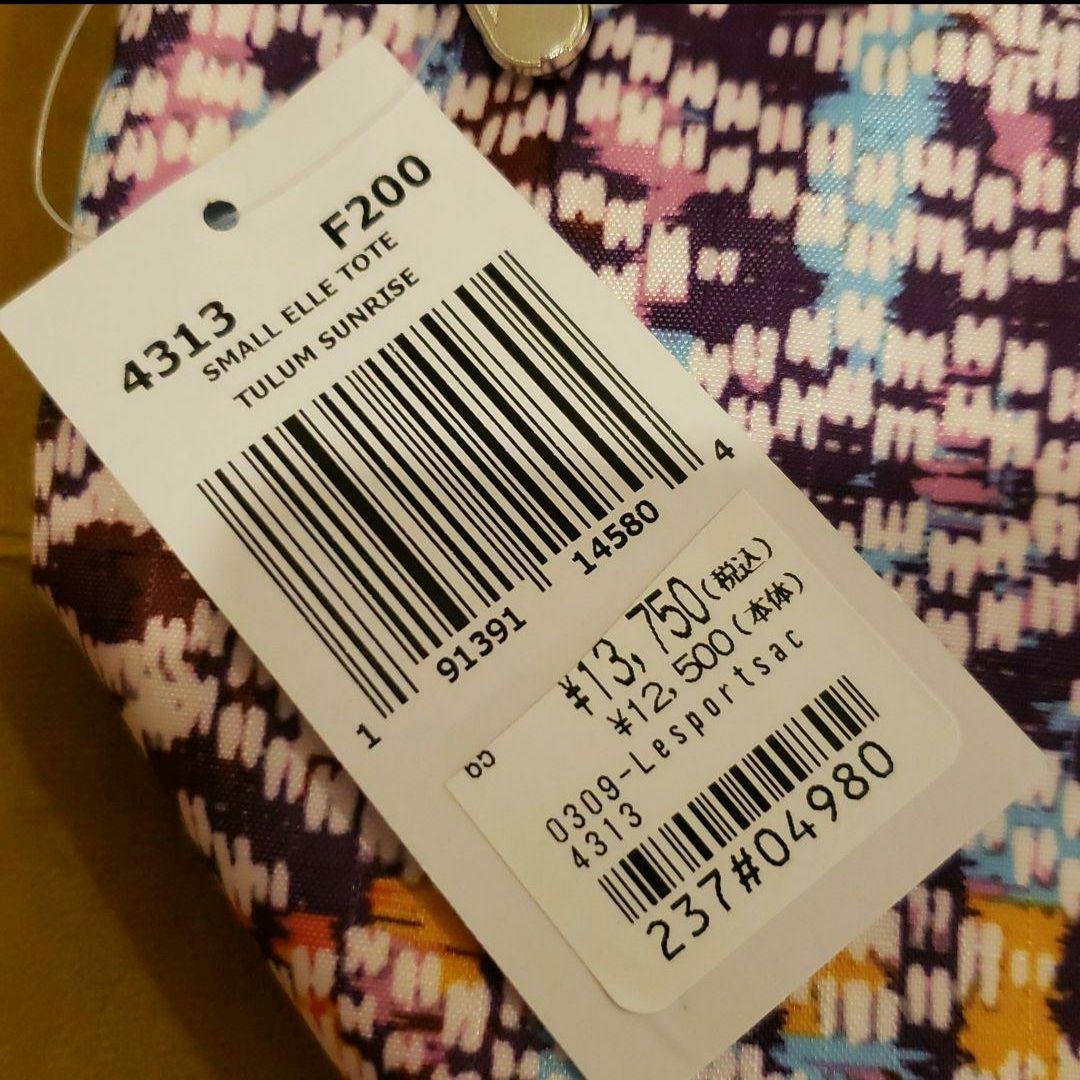 4313 F200
SMALL ELLE TOTE
TULUM SUNRISE
1 91391 14580 4
¥13,750(税込)
¥12,500(本体)
0309-Lesportsac
4313
237#04980